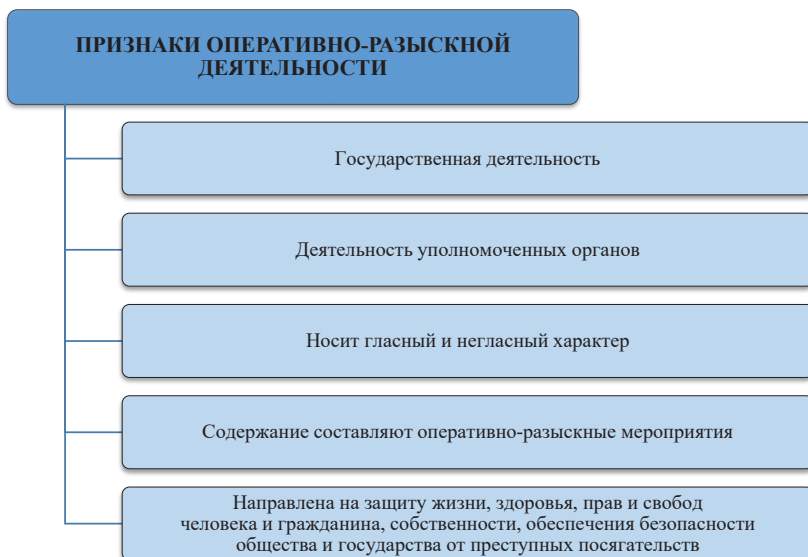 ПРИЗНАКИ ОПЕРАТИВНО-РАЗЫСКНОЙ
ДЕЯТЕЛЬНОСТИ
Государственная деятельность
Деятельность уполномоченных органов
Носит гласный и негласный характер
Содержание составляют оперативно-разыскные мероприятия
Направлена на защиту жизни, здоровья, прав и свобод
человека и гражданина, собственности, обеспечения безопасности
общества и государства от преступных посягательств